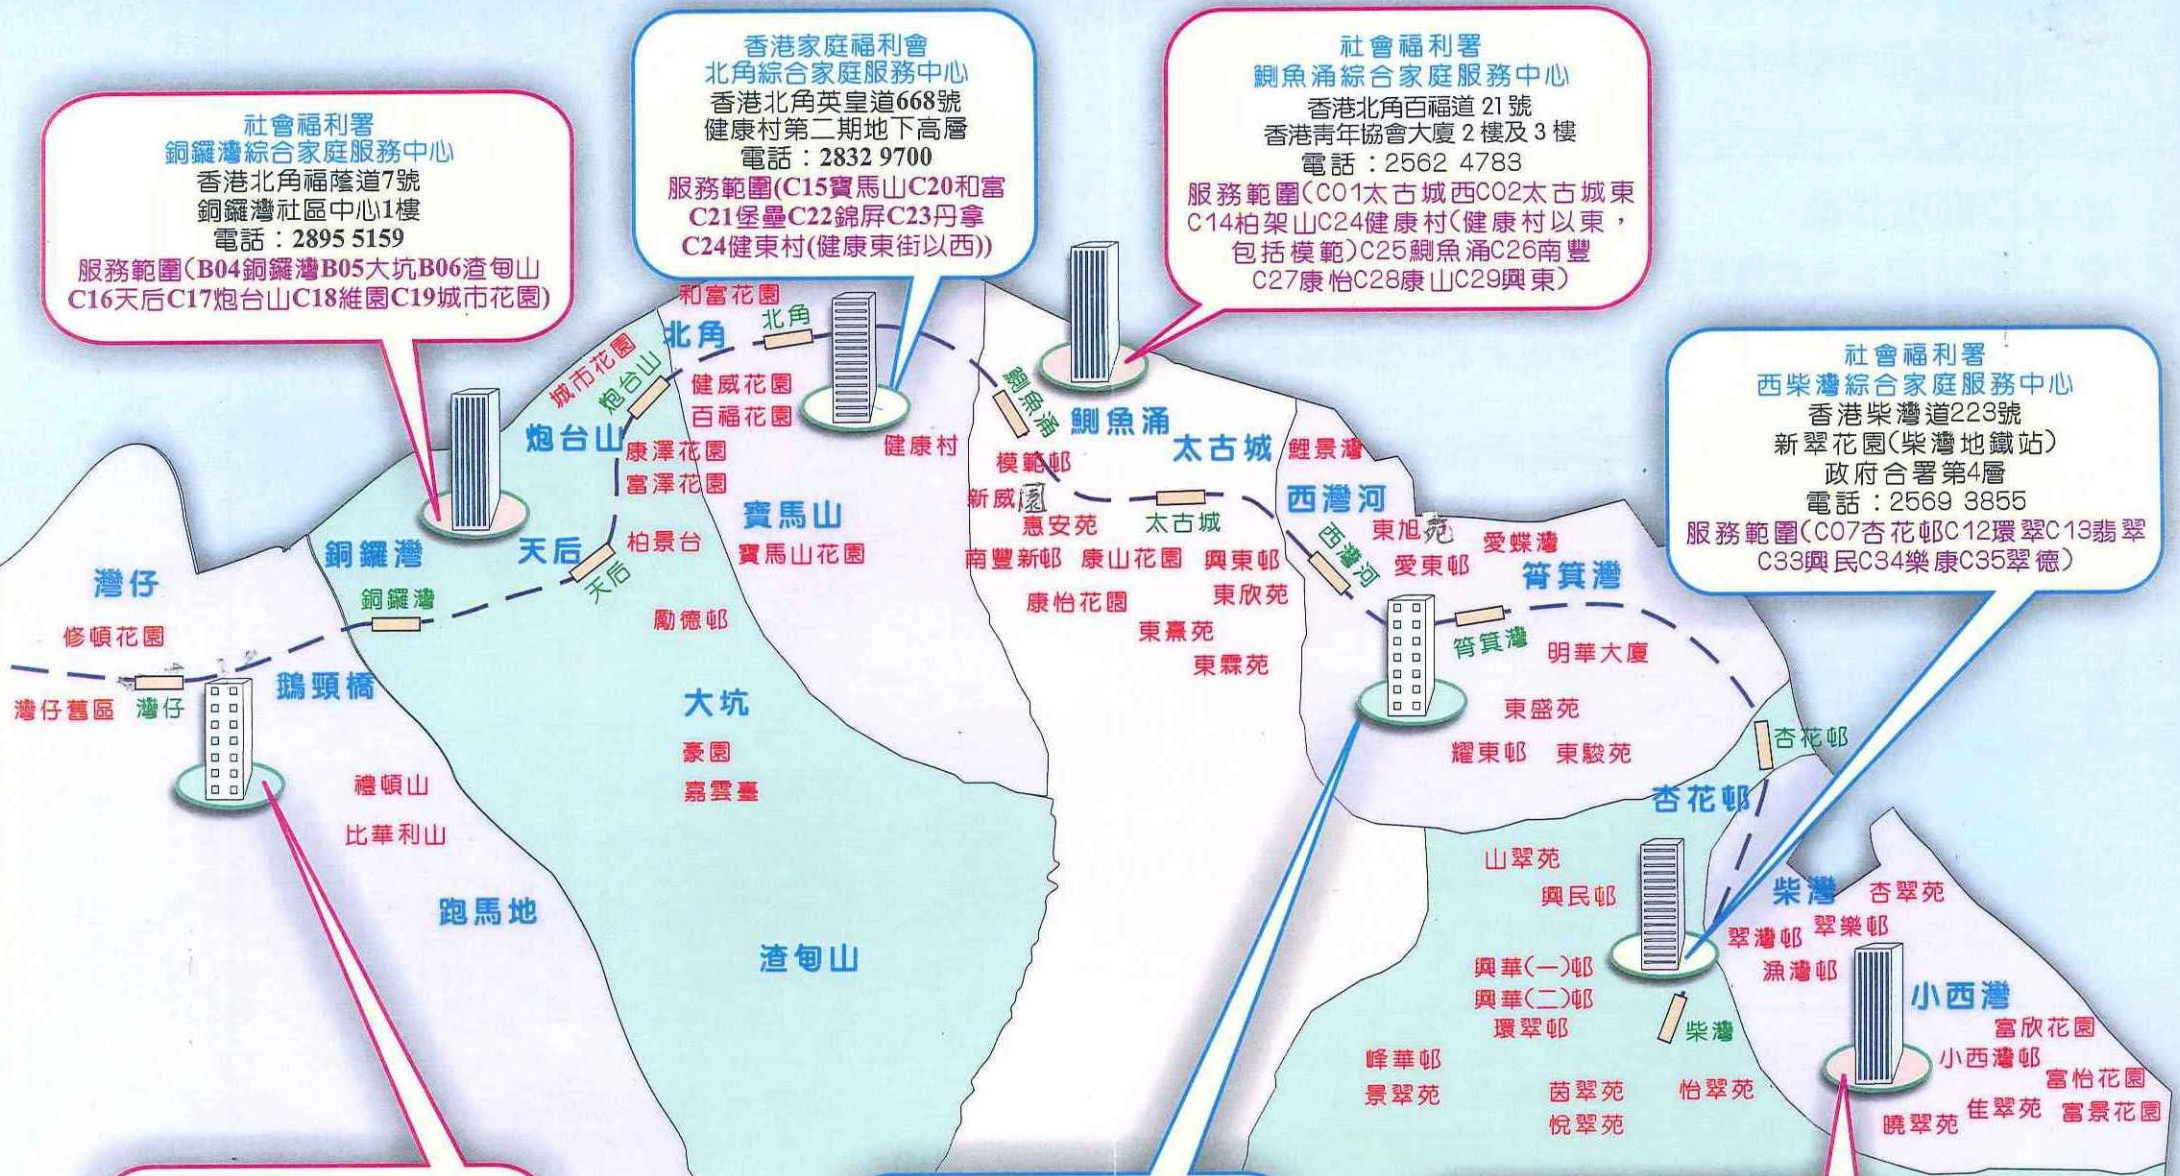 社會福利署
銅鑼灣綜合家庭服務中心
香港北角福蔭道7號
銅鑼灣社區中心1樓
電話：2895 5159
服務範圍(B04銅鑼灣B05大坑B06渣甸山
C16天后C17炮台山C18維園C19城市花園)
香港家庭福利會
北角綜合家庭服務中心
香港北角英皇道668號
健康村第二期地下高層
電話：2832 9700
服務範圍(C15寶馬山C20和富
C21堡壘C22錦屏C23丹拿
C24健東村(健康東街以西))
社會福利署
鰂魚涌綜合家庭服務中心
香港北角百福道 21 號
香港青年協會大廈 2 樓及 3 樓
電話：2562 4783
服務範圍(C01太古城西C02太古城東
C14柏架山C24健康村(健康村以東，
包括模範)C25鰂魚涌C26南豐
C27康怡C28康山C29興東)
社會福利署
西柴灣綜合家庭服務中心
香港柴灣道223號
新翠花園(柴灣地鐵站)
政府合署第4層
電話：2569 3855
服務範圍(C07杏花邨C12環翠C13翡翠
C33興民C34樂康C35翠德)
灣仔
修頓花園
灣仔舊區
灣仔
鵝頸橋
禮頓山
比華利山
跑馬地
銅鑼灣
銅鑼灣
天后
天后
炮台山
炮台山
城市花園
康澤花園
富澤花園
柏景台
勵德邨
大坑
豪園
嘉雲臺
渣甸山
和富花園
北角
北角
健威花園
百福花園
健康村
寶馬山
寶馬山花園
鰂魚涌
鰂魚涌
太古城
太古城
模範邨
新威園
惠安苑
南豐新邨
康山花園
興東邨
康怡花園
東欣苑
東熹苑
東霖苑
鯉景灣
西灣河
西灣河
東旭苑
愛東邨
愛蝶灣
筲箕灣
筲箕灣
明華大廈
東盛苑
耀東邨
東駿苑
杏花邨
杏花邨
山翠苑
興民邨
興華(一)邨
興華(二)邨
環翠邨
峰華邨
景翠苑
茵翠苑
悅翠苑
怡翠苑
柴灣
柴灣
杏翠苑
翠灣邨
翠樂邨
漁灣邨
小西灣
富欣花園
小西灣邨
富怡花園
佳翠苑
富景花園
曉翠苑